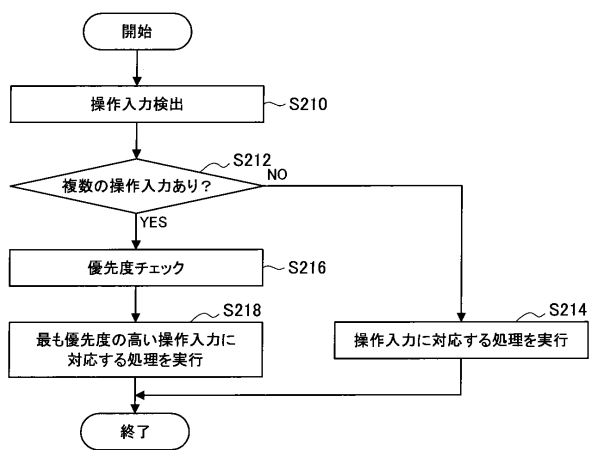 開始
操作入力検出
S210
S212
複数の操作入力あり？
NO
YES
優先度チェック
S216
S218
最も優先度の高い操作入力に
対応する処理を実行
S214
操作入力に対応する処理を実行
終了